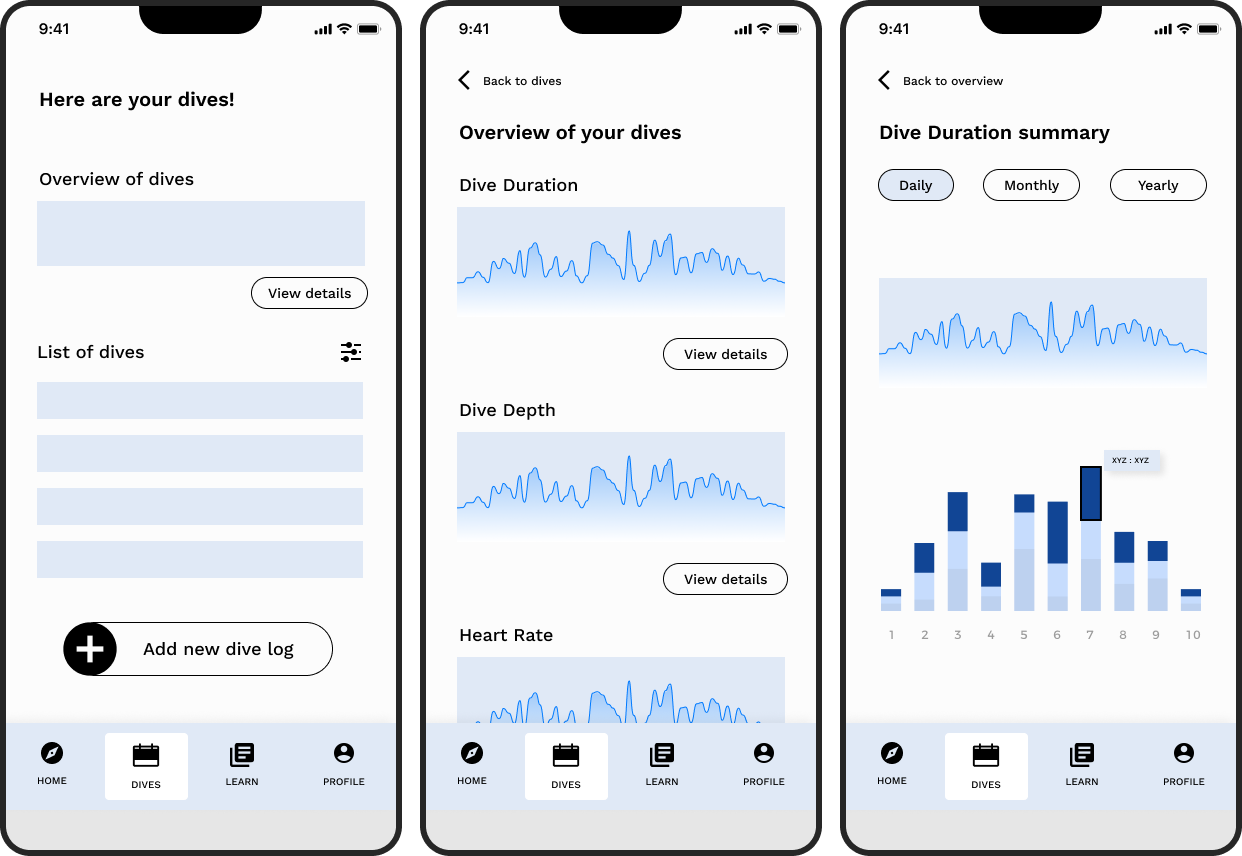 9:41
Here are your dives!
Overview of dives
View details
List of dives
Add new dive log
HOME
DIVES
LEARN
PROFILE
9:41
Back to dives
Overview of your dives
Dive Duration
View details
Dive Depth
View details
Heart Rate
HOME
DIVES
LEARN
PROFILE
9:41
Back to overview
Dive Duration summary
Daily Monthly Yearly
XYZ : XYZ
1 2 3 4 5 6 7 8 9 10
HOME
DIVES
LEARN
PROFILE